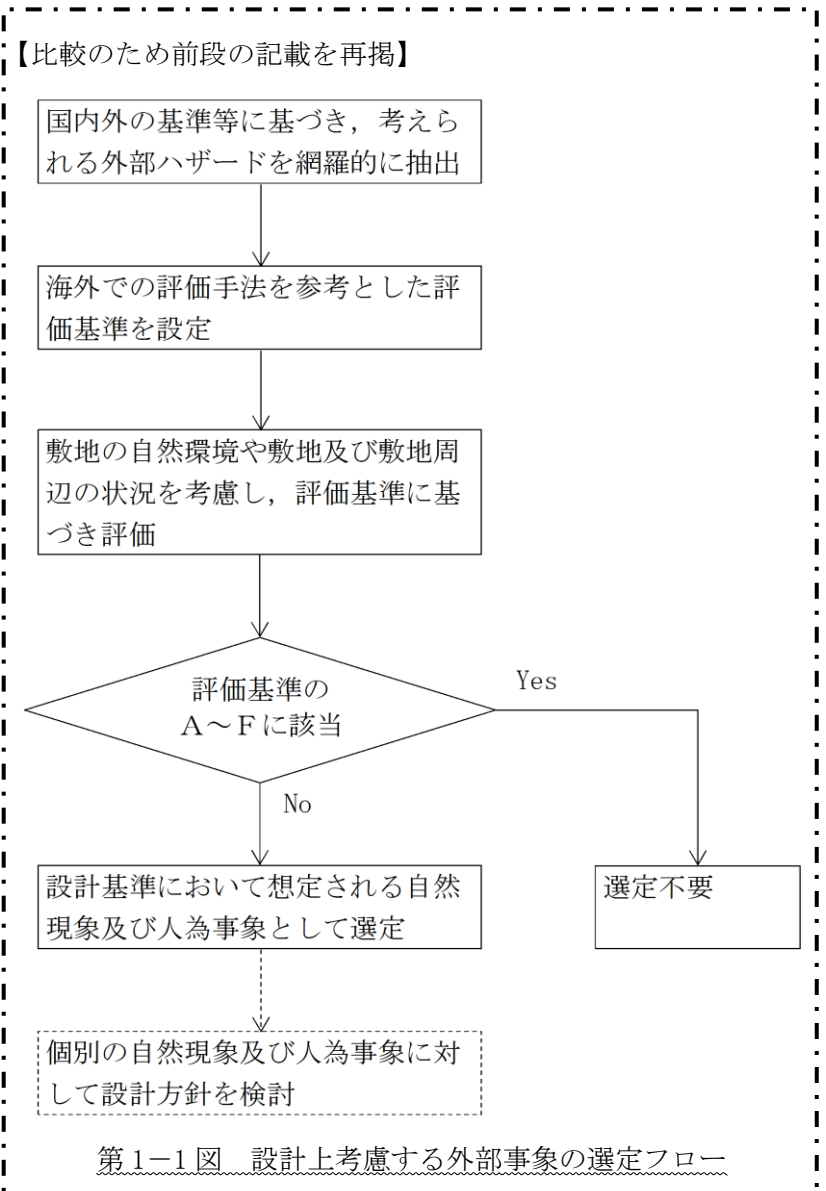 【比較のため前段の記載を再掲】
国内外の基準等に基づき，考えら
れる外部ハザードを網羅的に抽出
海外での評価手法を参考とした評
価基準を設定
敷地の自然環境や敷地及び敷地周
辺の状況を考慮し，評価基準に基
づき評価
評価基準の
A～Fに該当
Yes
No
設計基準において想定される自然
現象及び人為事象として選定
選定不要
個別の自然現象及び人為事象に対
して設計方針を検討
第1－1図　設計上考慮する外部事象の選定フロー